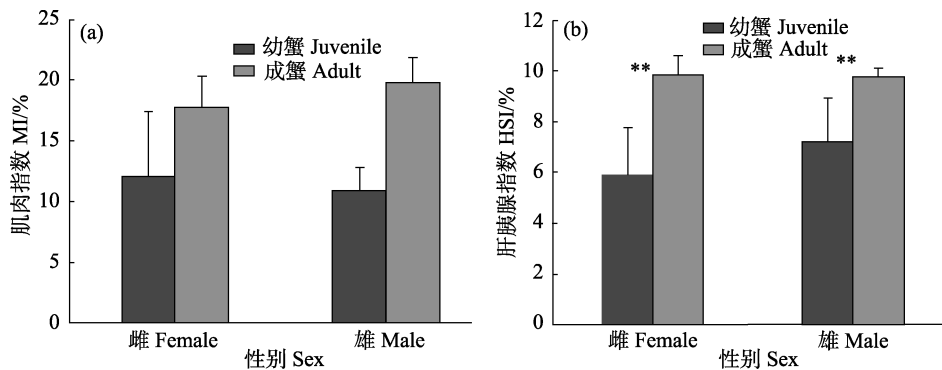 (a)
幼蟹 Juvenile
成蟹 Adult
肌肉指数 MI/%
25
20
15
10
5
0
雌 Female
雄 Male
性别 Sex
(b)
幼蟹 Juvenile
成蟹 Adult
肝胰腺指数 HSI/%
12
10
8
6
4
2
0
**
**
雌 Female
雄 Male
性别 Sex